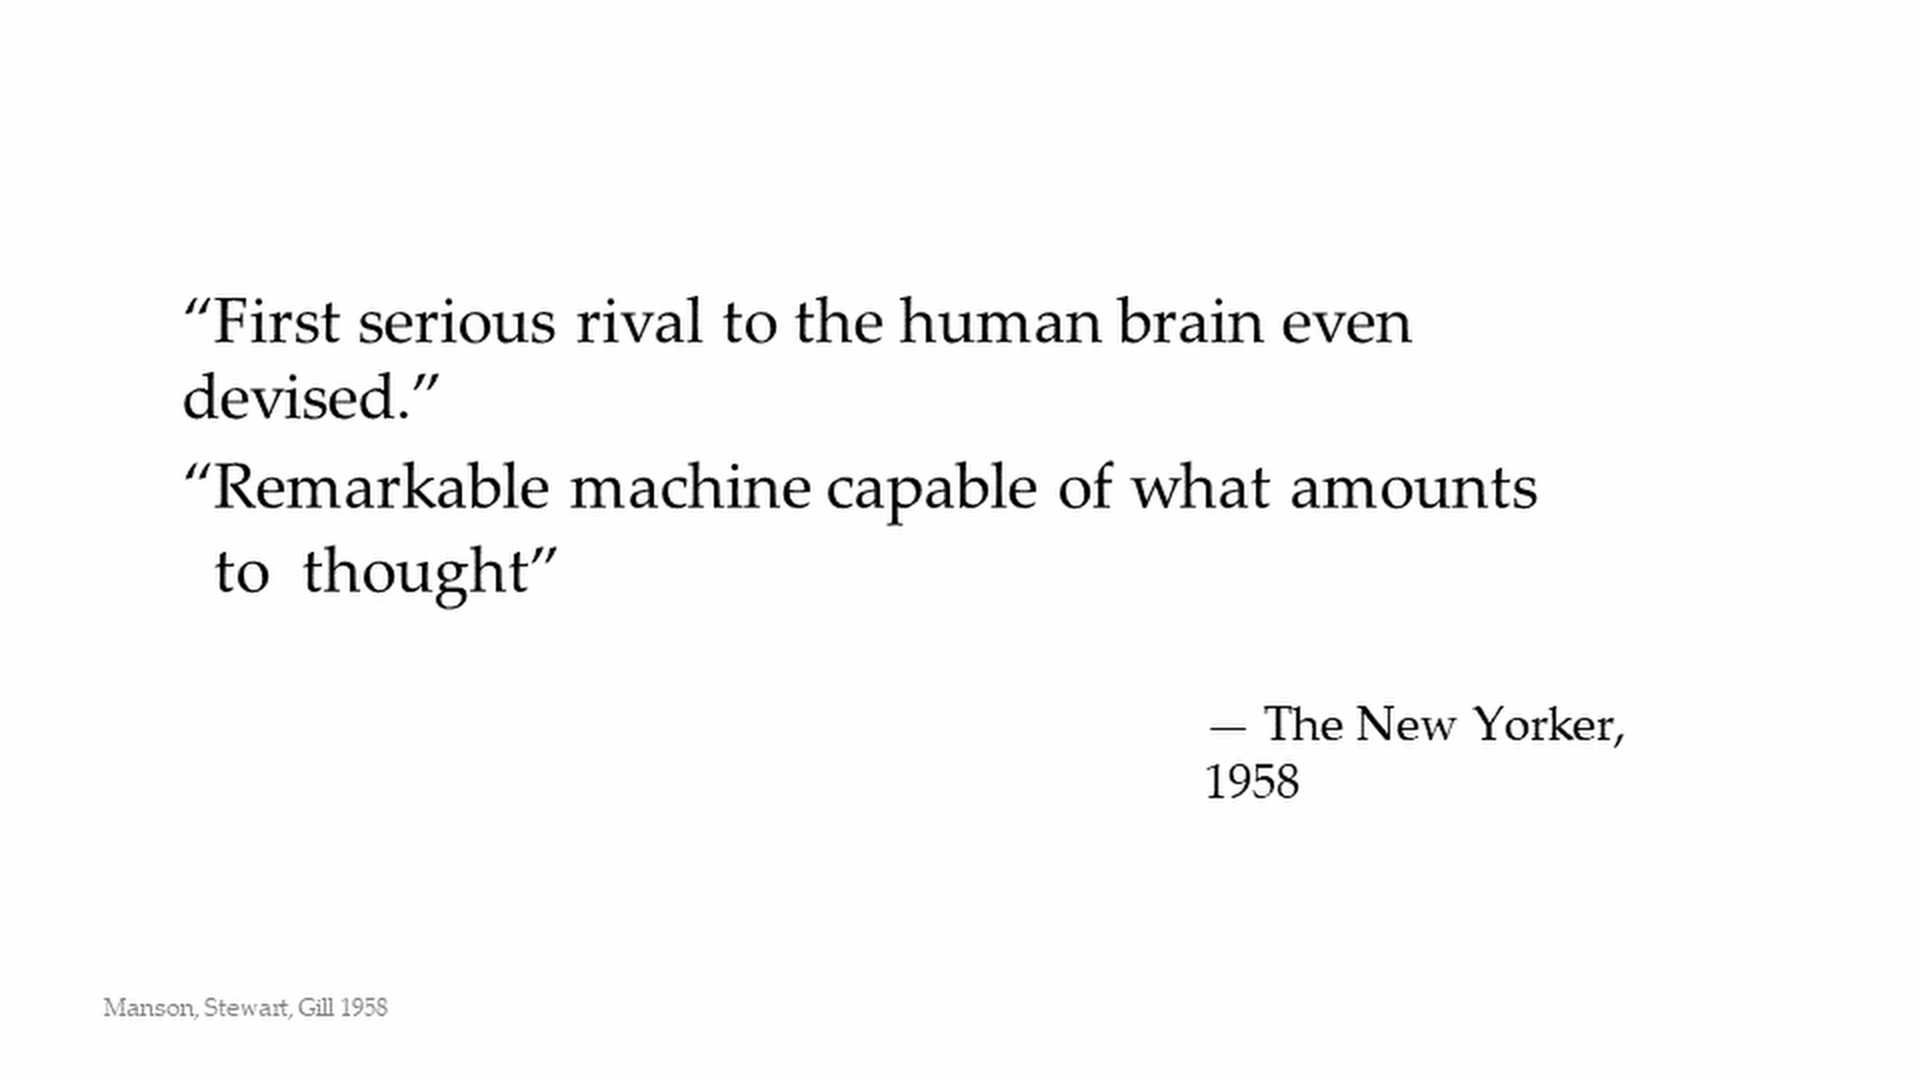 “First serious rival to the human brain even
devised.”
“Remarkable machine capable of what amounts
to thought”
— The New Yorker,
1958
Manson, Stewart, Gill 1958